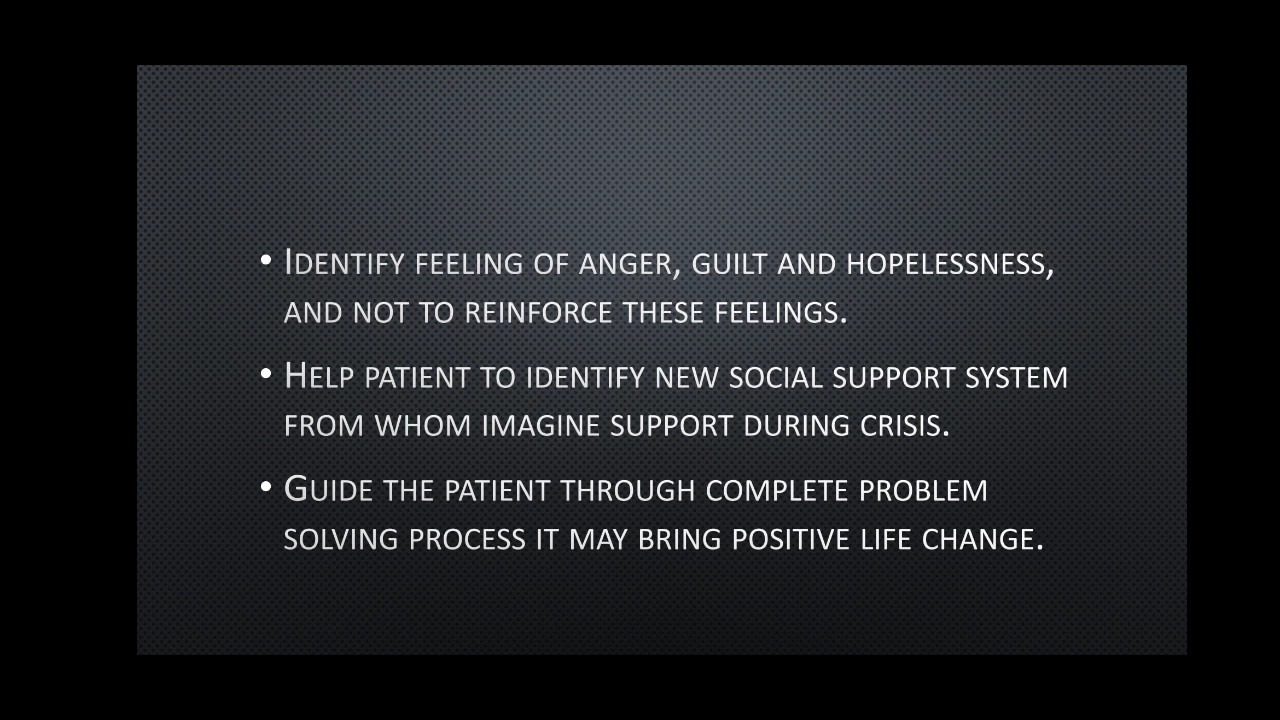 • Identify feeling of anger, guilt and hopelessness,
and not to reinforce these feelings.
• Help patient to identify new social support system
from whom imagine support during crisis.
• Guide the patient through complete problem
solving process it may bring positive life change.